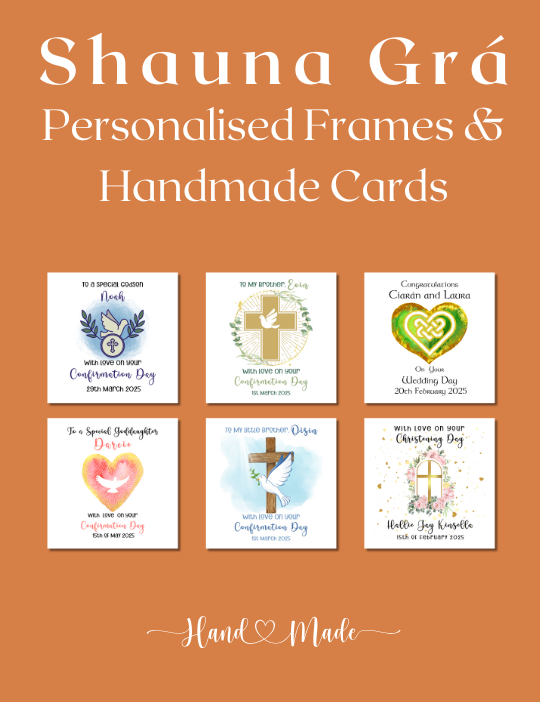 Shauna Grá
Personalised Frames &
Handmade Cards
To a Special Godson
Noah
With love on your
Confirmation Day
29th March 2025
To My Brother, Eoin
With love on your
Confirmation Day
1st March 2025
Congratulations
Ciarán and Laura
On Your
Wedding Day
20th February 2025
To a Special Goddaughter
Darcie
With love on your
Confirmation Day
15th of May 2025
To my little Brother, Oisin
With love on your
Confirmation Day
1st March 2025
With love on your
Christening Day
Hallie Jay Kinsella
15th of February 2025
Hand Made